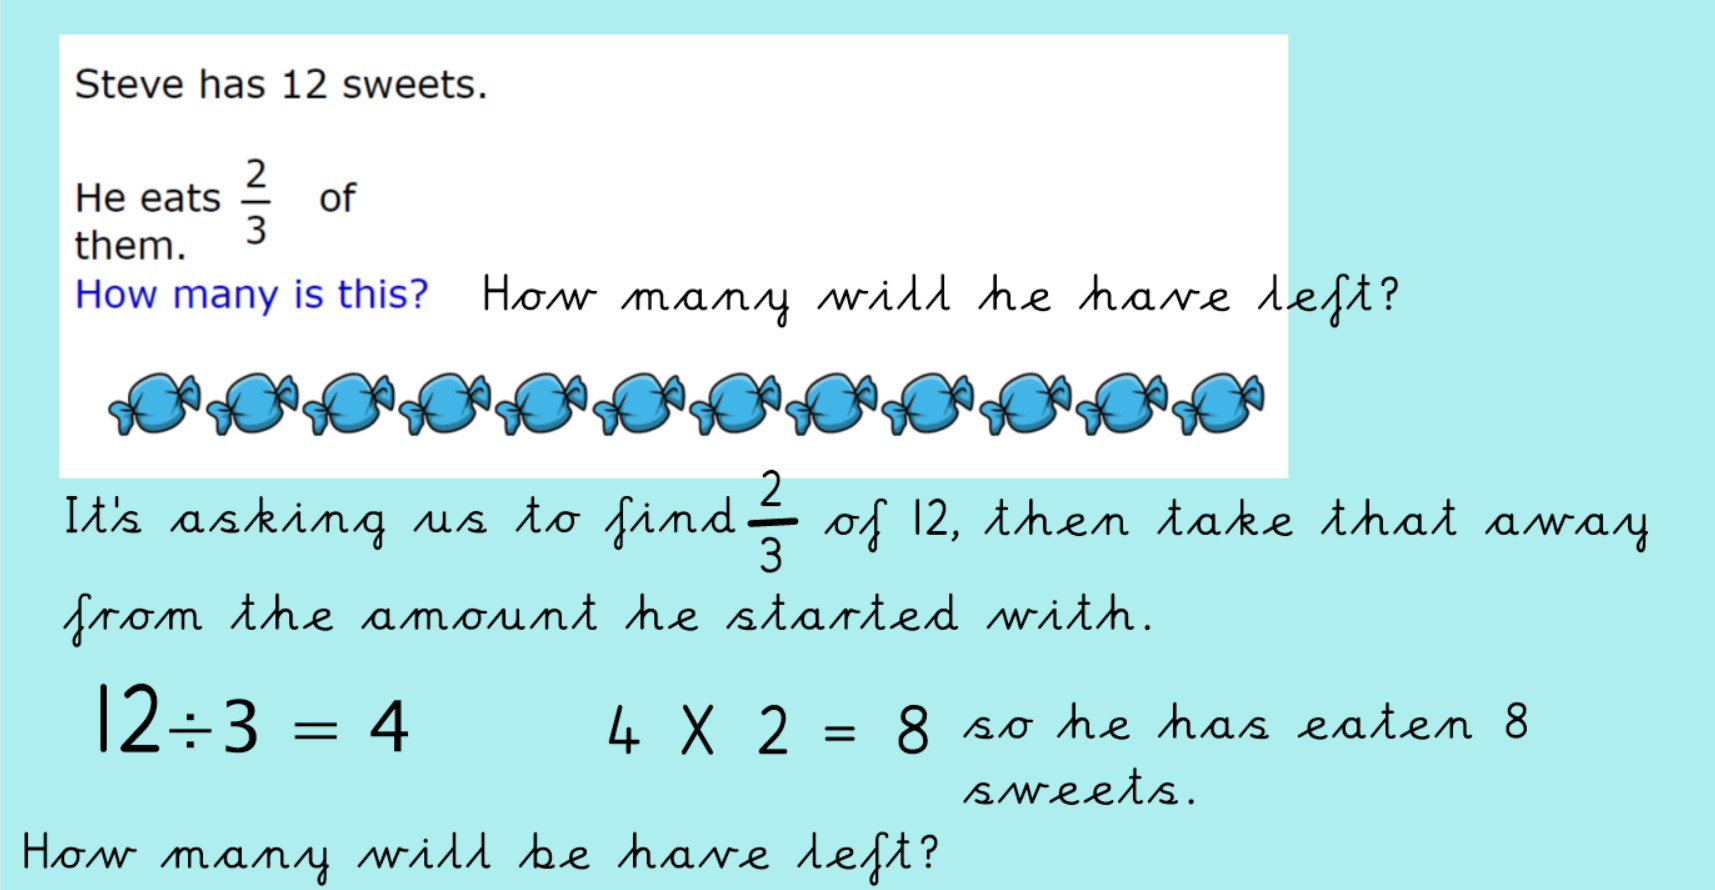 Steve has 12 sweets.
He eats 2/3 of
them.
How many is this? How many will he have left?
It's asking us to find 2/3 of 12, then take that away
from the amount he started with.
12÷3 = 4 4 X 2 = 8 so he has eaten 8
sweets.
How many will be have left?